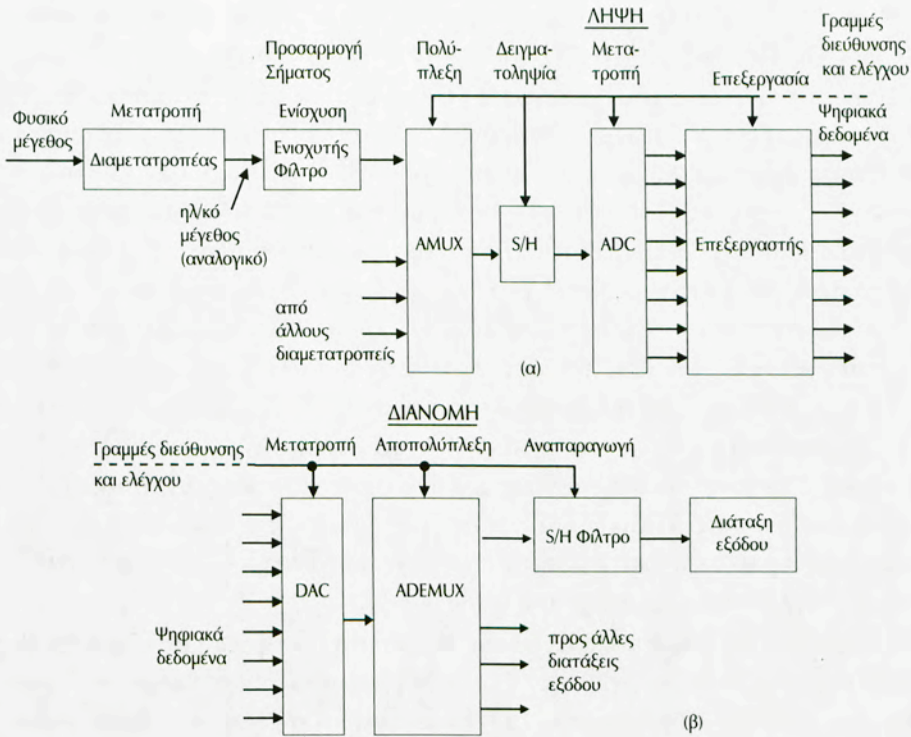 ΛΗΨΗ
Προσαρμογή
Σήματος
Πολύ-
πλεξη
Δειγμα-
τοληψία
Μετα-
τροπή
Επεξεργασία
Γραμμές
διεύθυνσης
και ελέγχου
Φυσικό
μέγεθος
Μετατροπή
Διαμετατροπέας
Ενίσχυση
Ενισχυτής
Φίλτρο
ηλ/κό
μέγεθος
(αναλογικό)
AMUX
S/H
ADC
Επεξεργαστής
Ψηφιακά
δεδομένα
από
άλλους
διαμετατροπείς
(α)
ΔΙΑΝΟΜΗ
Γραμμές διεύθυνσης
και ελέγχου
Μετατροπή
Αποπολύπλεξη
Αναπαραγωγή
DAC
ADEMUX
S/H Φίλτρο
Διάταξη
εξόδου
Ψηφιακά
δεδομένα
προς άλλες
διατάξεις
εξόδου
(β)